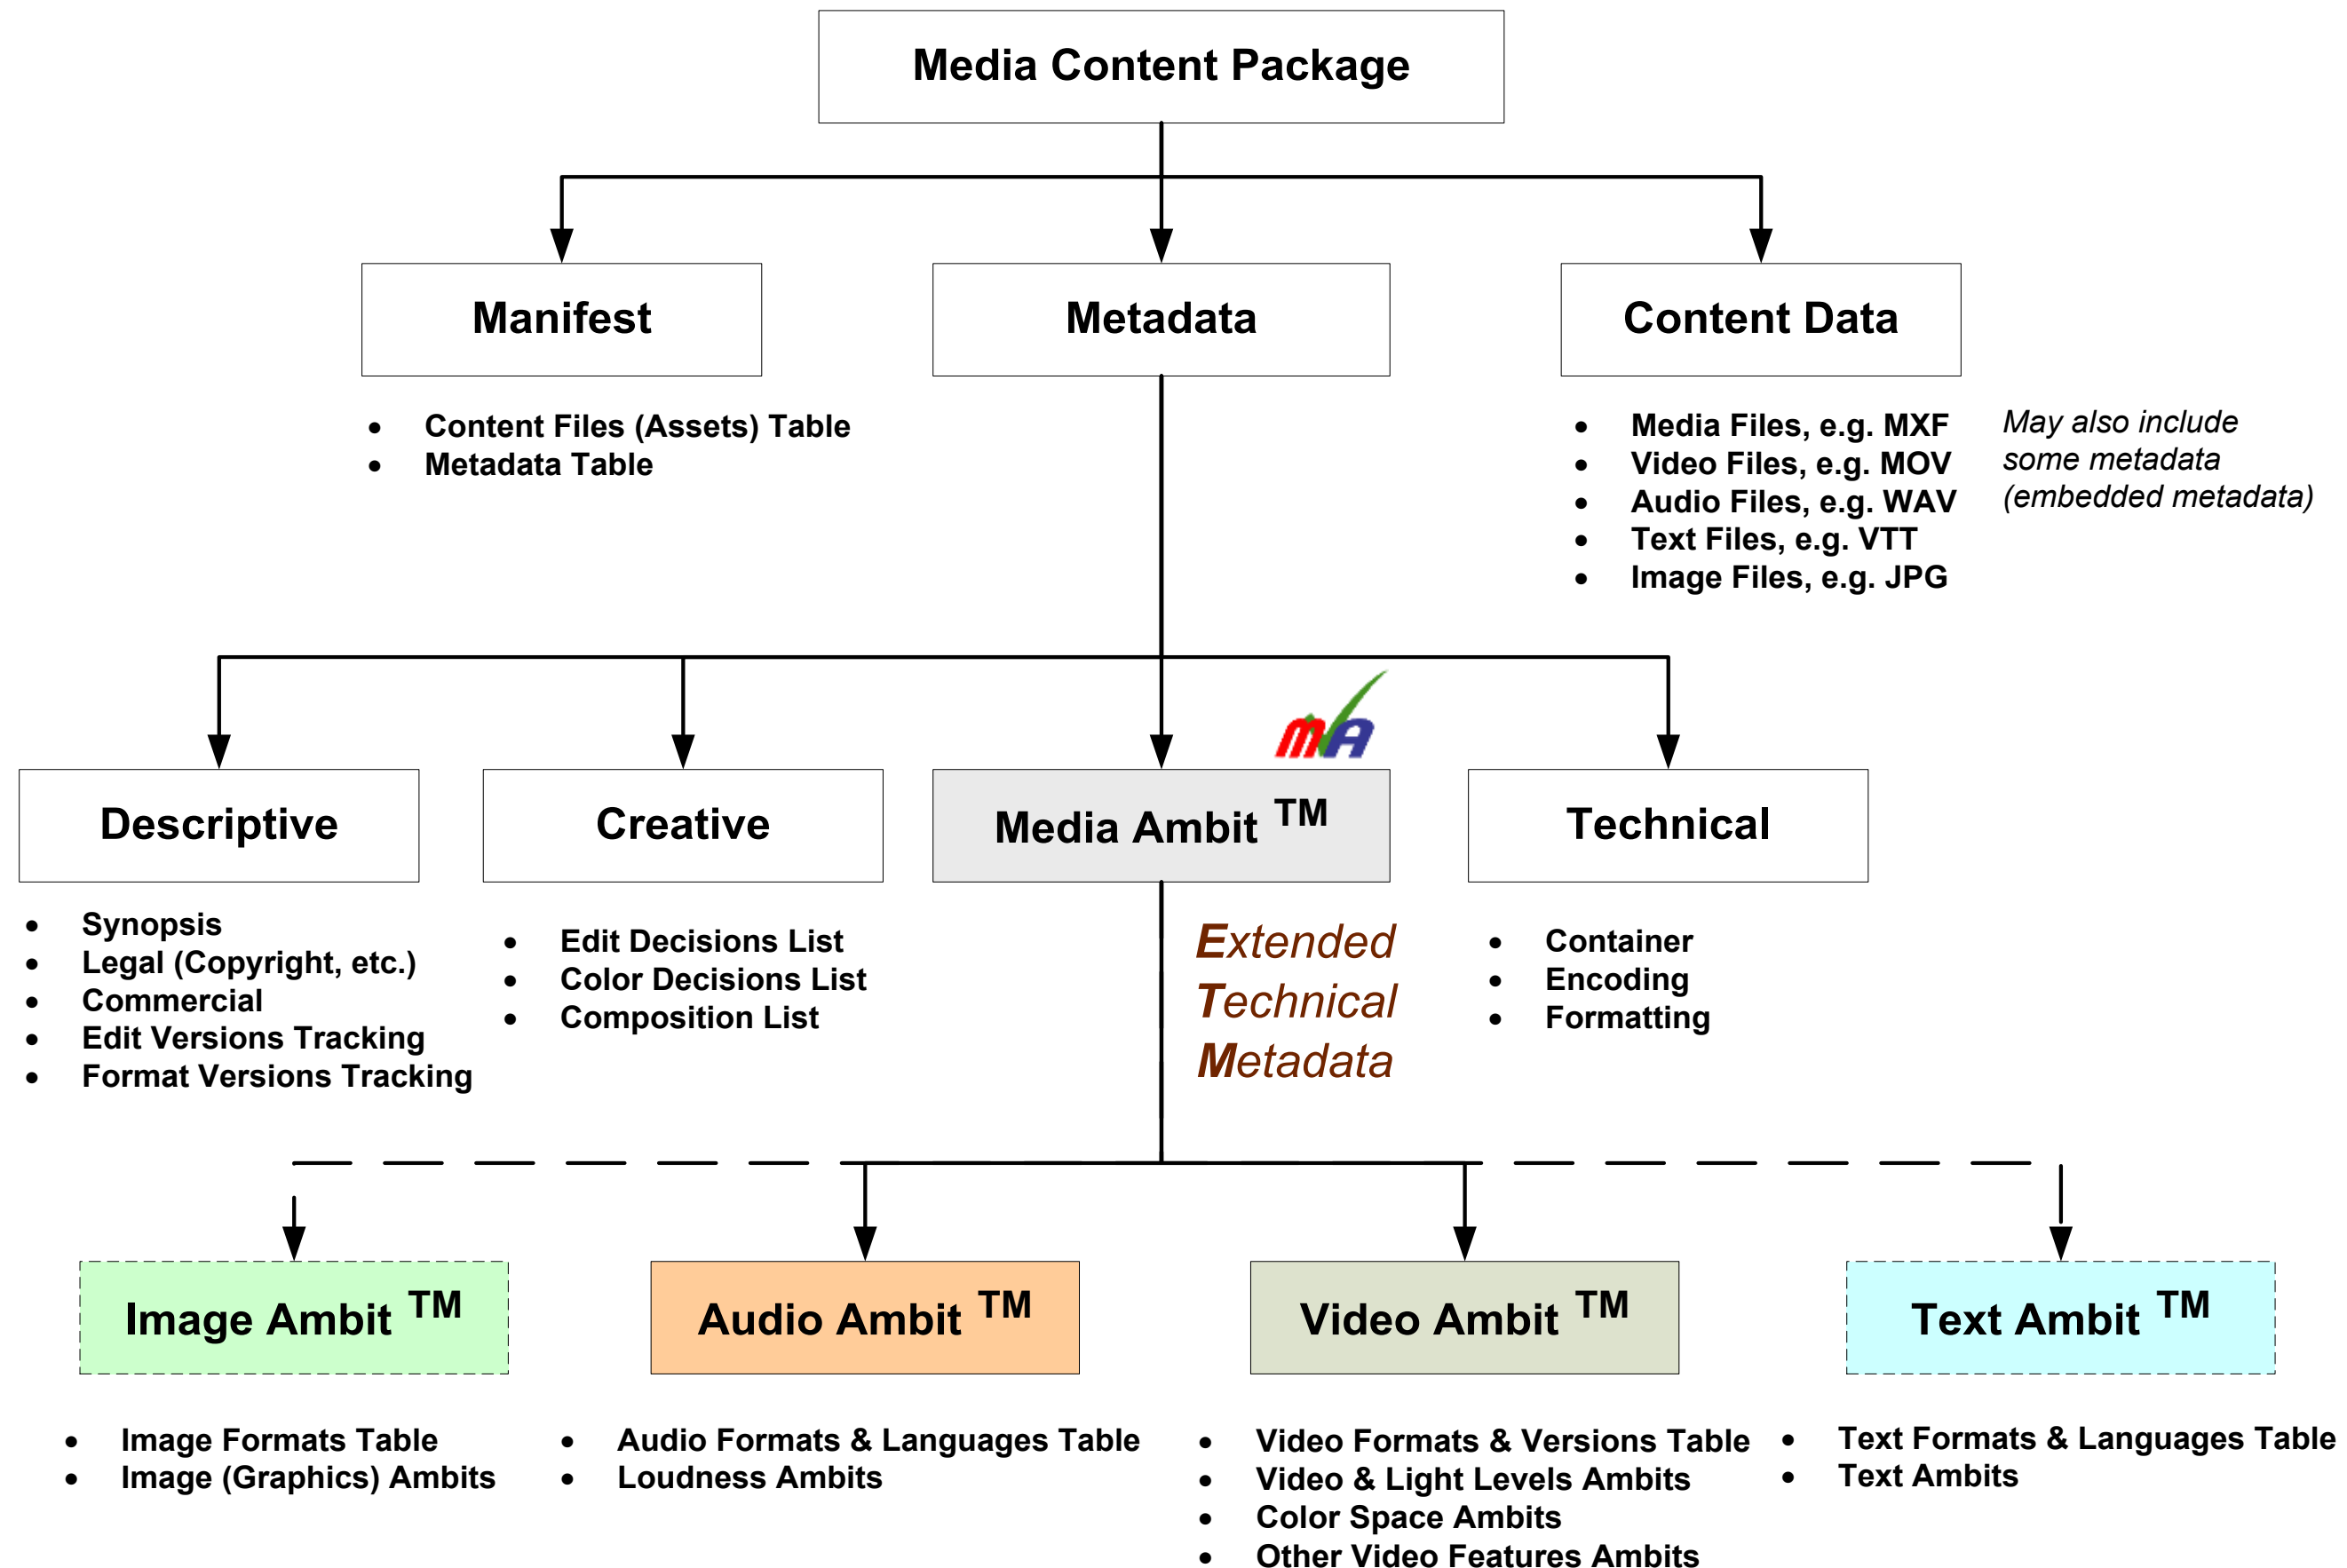 Media Content Package
Manifest
Metadata
Content Data
• Content Files (Assets) Table
• Metadata Table
• Media Files, e.g. MXF
• Video Files, e.g. MOV
• Audio Files, e.g. WAV
• Text Files, e.g. VTT
• Image Files, e.g. JPG
May also include
some metadata
(embedded metadata)
MA
Descriptive
Creative
Media Ambit TM
Technical
• Synopsis
• Legal (Copyright, etc.)
• Commercial
• Edit Versions Tracking
• Format Versions Tracking
• Edit Decisions List
• Color Decisions List
• Composition List
Extended
Technical
Metadata
• Container
• Encoding
• Formatting
Image Ambit TM
Audio Ambit TM
Video Ambit TM
Text Ambit TM
• Image Formats Table
• Image (Graphics) Ambits
• Audio Formats & Languages Table
• Loudness Ambits
• Video Formats & Versions Table
• Video & Light Levels Ambits
• Color Space Ambits
• Other Video Features Ambits
• Text Formats & Languages Table
• Text Ambits